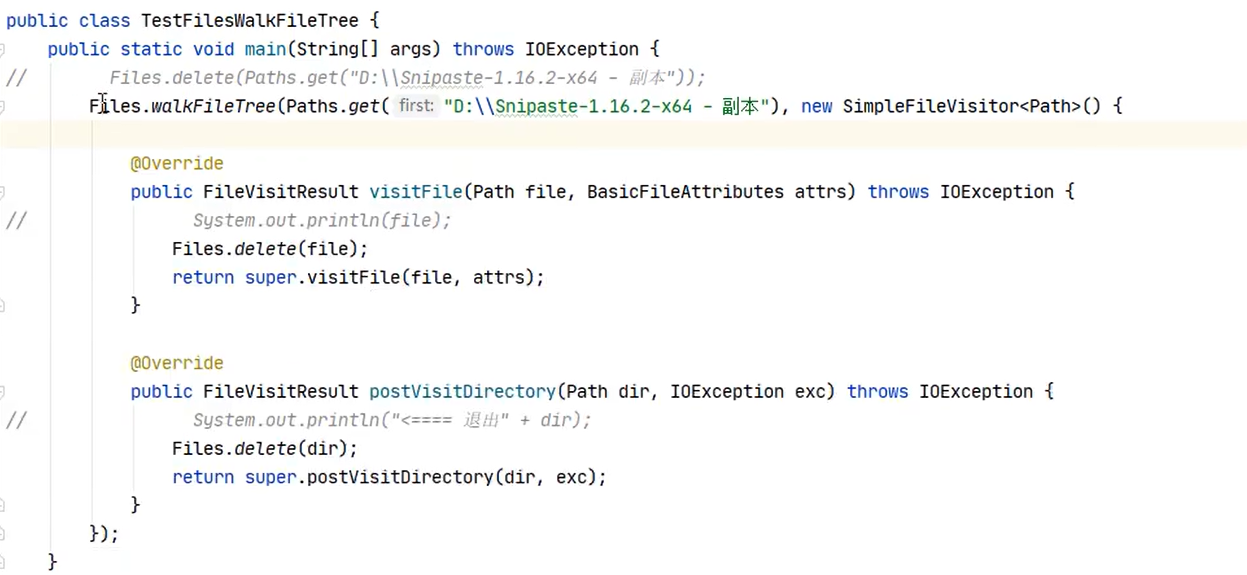 public class TestFilesWalkFileTree {
public static void main(String[] args) throws IOException {
// Files.delete(Paths.get("D:\\Snipaste-1.16.2-x64 - 副本"));
Files.walkFileTree(Paths.get( first: "D:\\Snipaste-1.16.2-x64 - 副本"), new SimpleFileVisitor<Path>() {
@Override
public FileVisitResult visitFile(Path file, BasicFileAttributes attrs) throws IOException {
// System.out.println(file);
Files.delete(file);
return super.visitFile(file, attrs);
}
@Override
public FileVisitResult postVisitDirectory(Path dir, IOException exc) throws IOException {
// System.out.println("<==== 退出" + dir);
Files.delete(dir);
return super.postVisitDirectory(dir, exc);
}
});
}